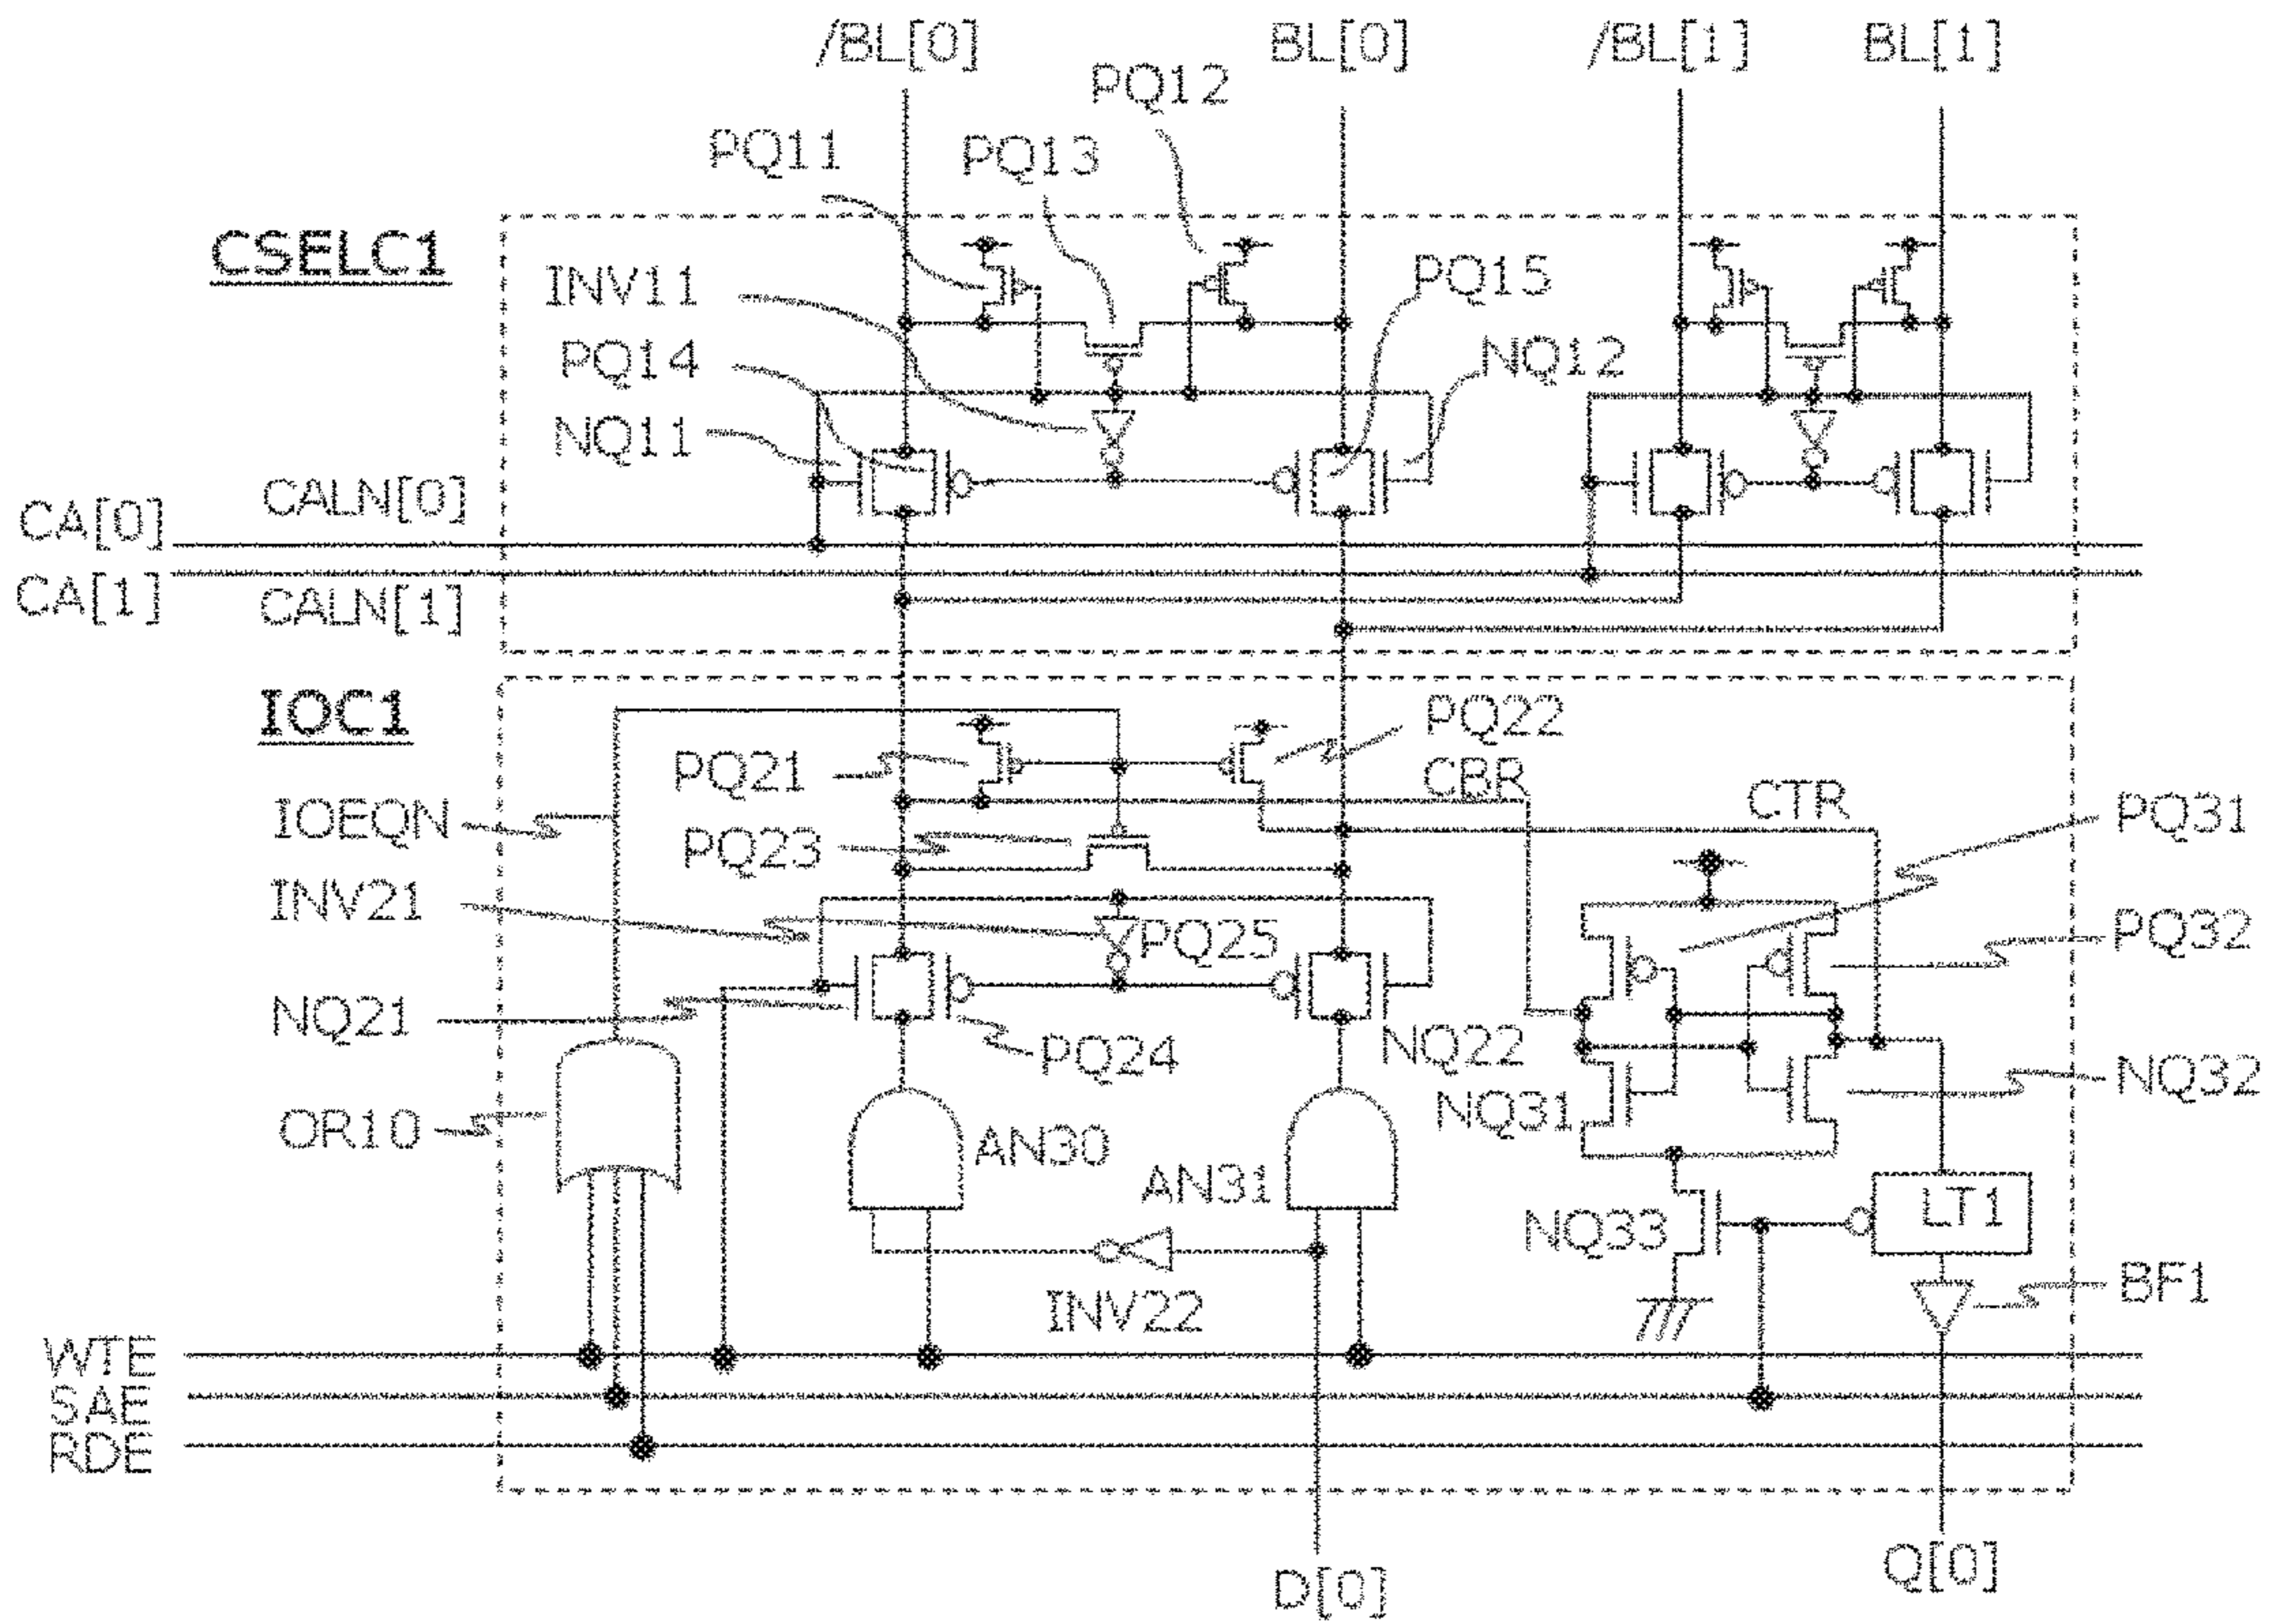 /BL[0] BL[0] /BL[1] BL[1]
PQ12
PQ11 PQ13
CSELC1
INV11 PQ15
PQ14 NQ12
NQ11
CA[0] CALN[0]
CA[1] CALN[1]
IOC1
PQ21 PQ22
CBR CTR
IOEQN PQ23 PQ31
INV21 PQ25 PQ32
NQ21 PQ24 NQ22
NQ31 NQ32
OR10 AN30 AN31
NQ33 LT1
INV22 BF1
WTE
SAE
RDE
D[0] Q[0]